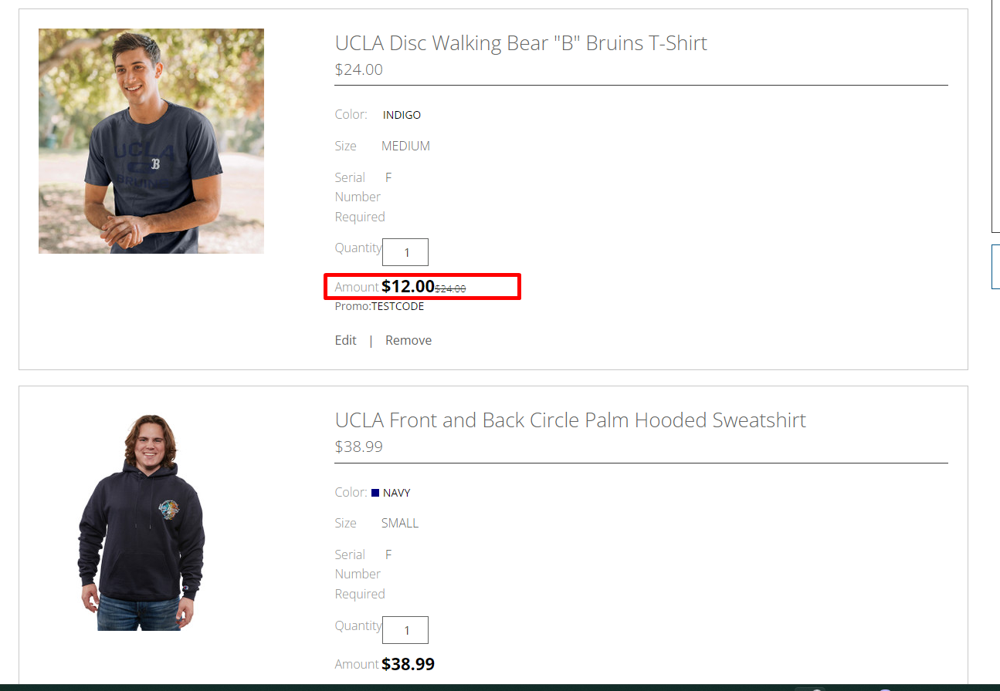 UCLA Disc Walking Bear "B" Bruins T-Shirt
$24.00
UCLA
B
BRUINS
Color: INDIGO
Size MEDIUM
Serial Number Required F
Quantity 1
Amount $12.00 $24.00
Promo:TESTCODE
Edit | Remove
UCLA Front and Back Circle Palm Hooded Sweatshirt
$38.99
Color: NAVY
Size SMALL
Serial Number Required F
Quantity 1
Amount $38.99